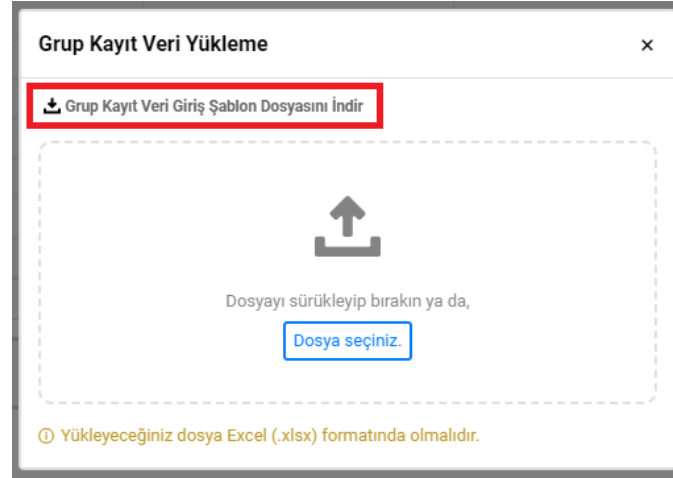 Grup Kayıt Veri Yükleme
Grup Kayıt Veri Giriş Şablon Dosyasını İndir
Dosyayı sürükleyip bırakın ya da,
Dosya seçiniz.
Yükleyeceğiniz dosya Excel (.xlsx) formatında olmalıdır.